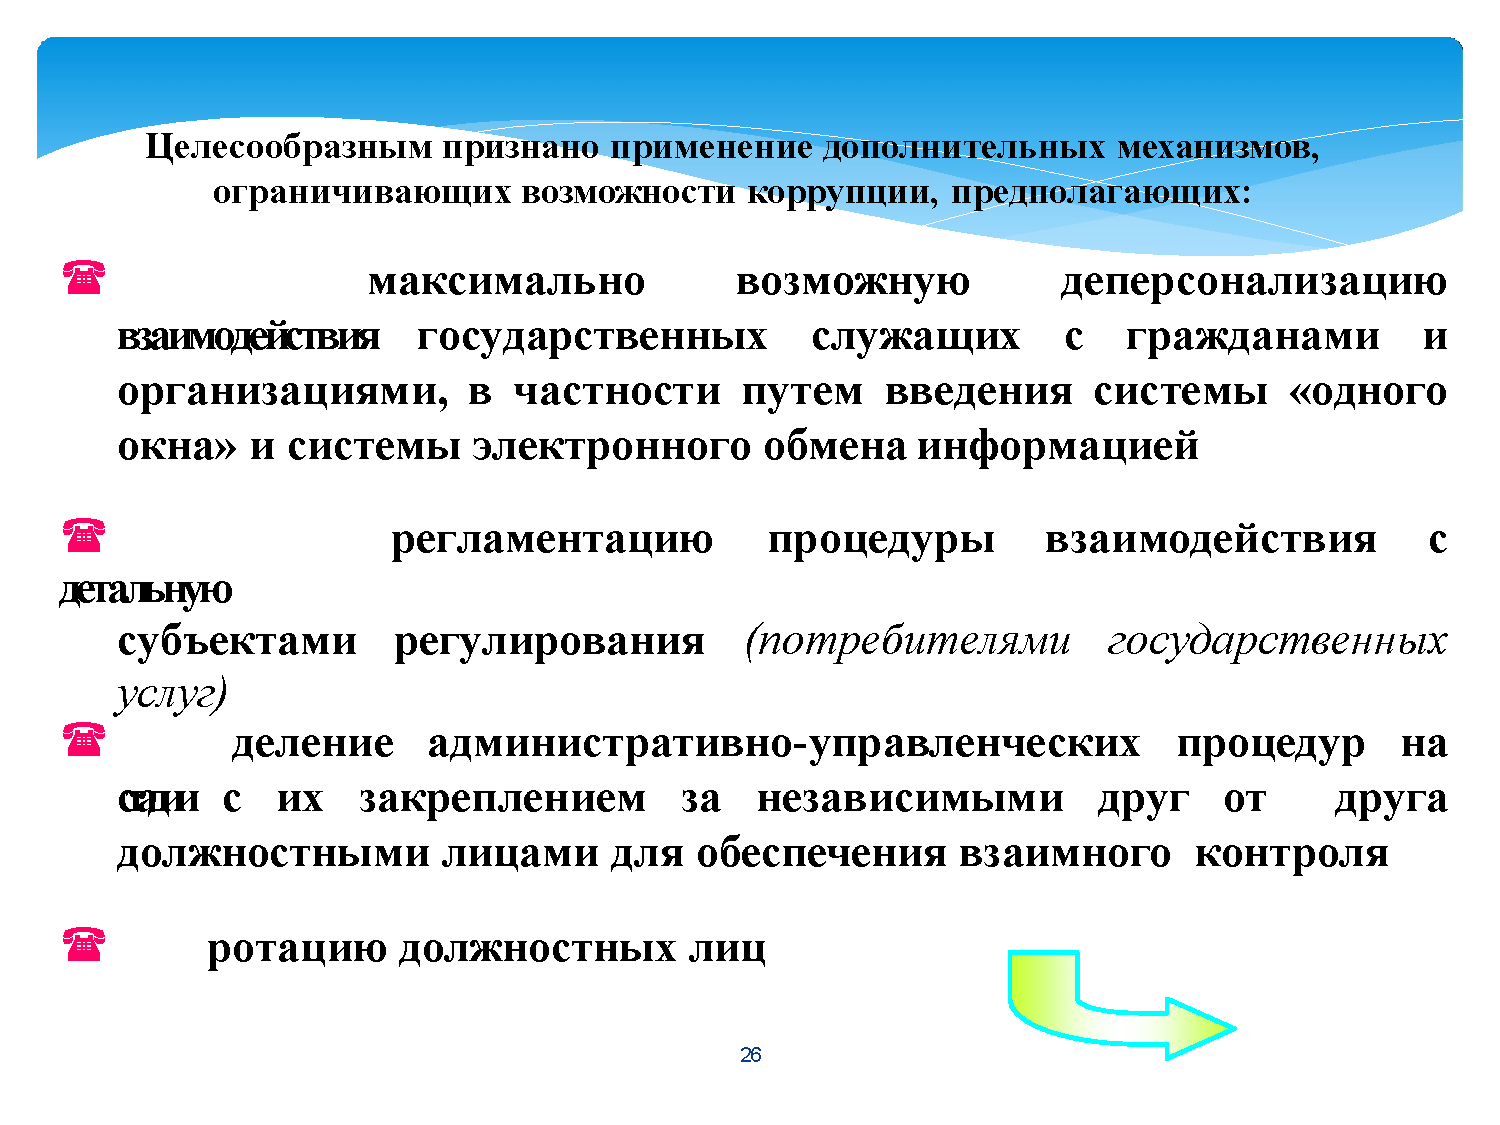 Целесообразным признано применение дополнительных механизмов,
ограничивающих возможности коррупции, предполагающих:
☎ максимально возможную деперсонализацию
взаимодействия государственных служащих с гражданами и
организациями, в частности путем введения системы «одного
окна» и системы электронного обмена информацией
☎ регламентацию процедуры взаимодействия с
детальную
субъектами регулирования (потребителями государственных
услуг)
☎ деление административно-управленческих процедур на
стадии с их закреплением за независимыми друг от друга
должностными лицами для обеспечения взаимного контроля
☎ ротацию должностных лиц
26